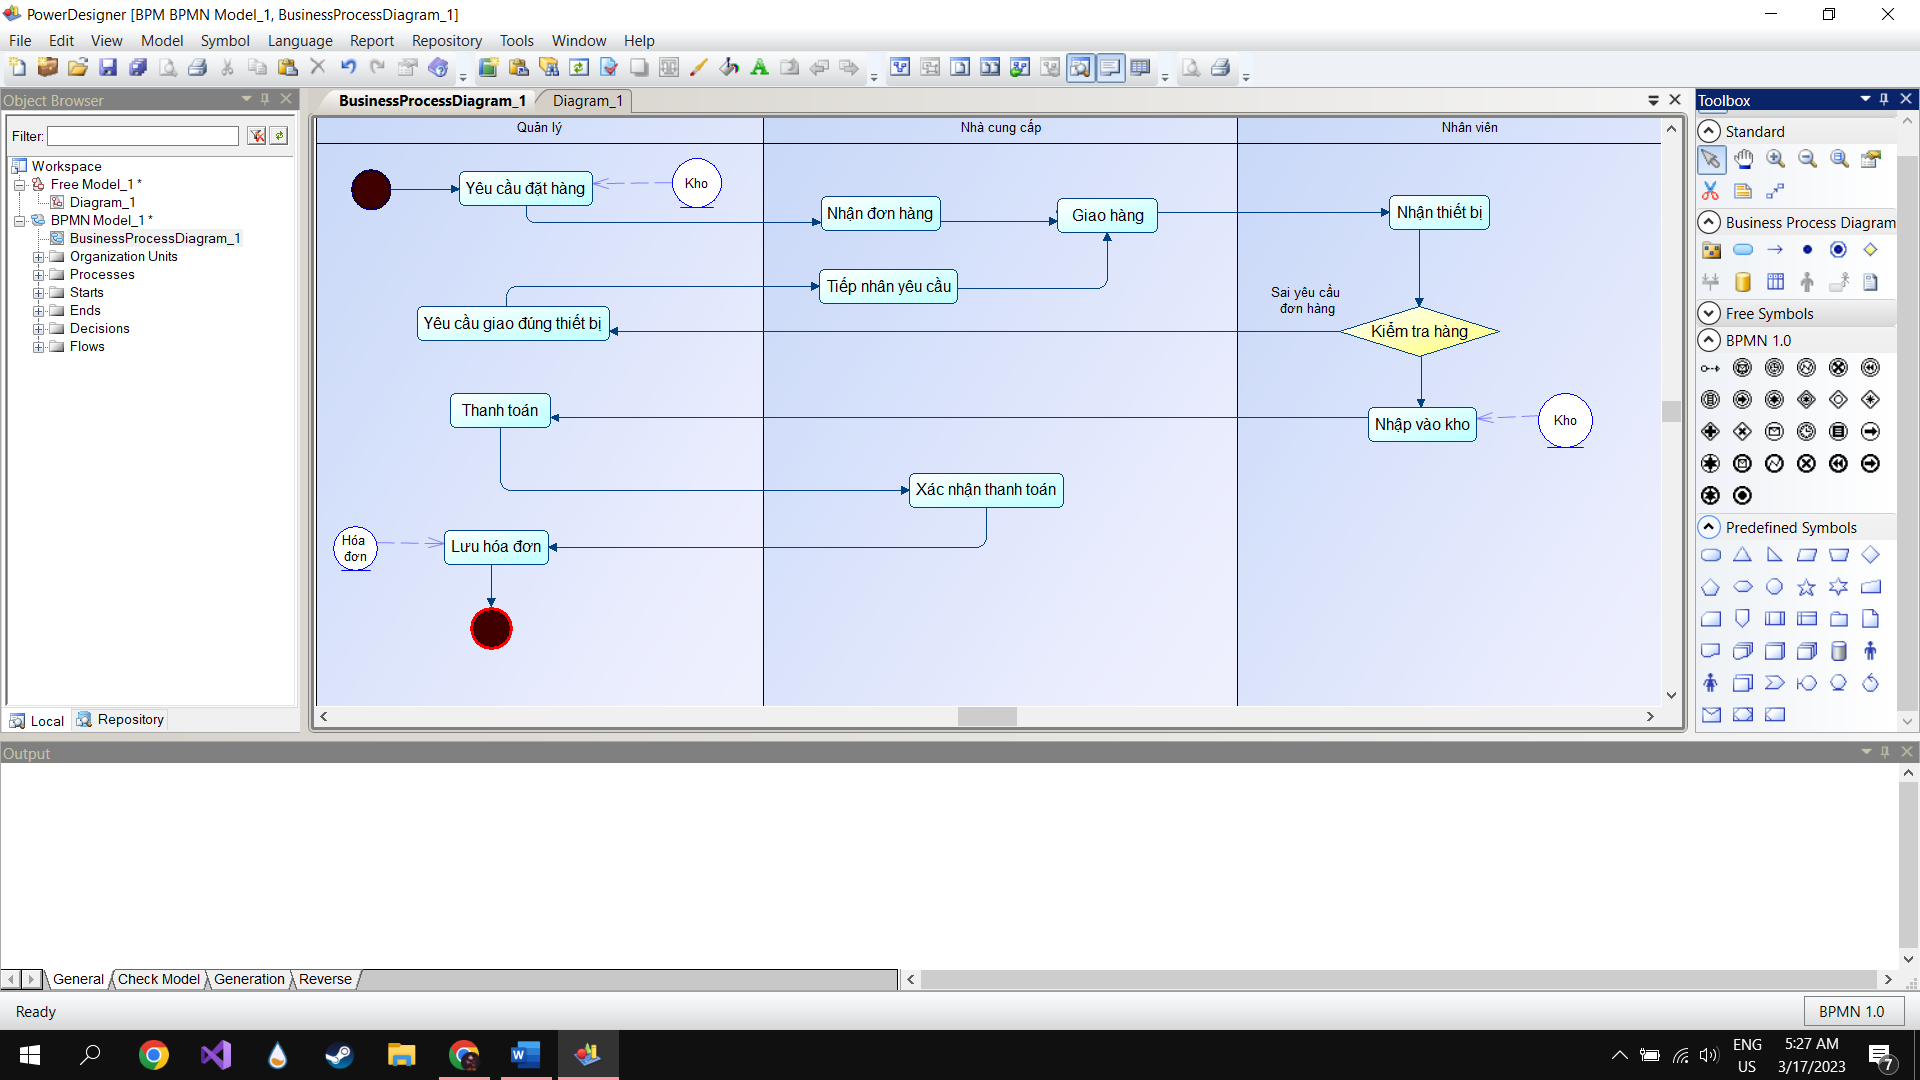 PowerDesigner [BPM BPMN Model_1, BusinessProcessDiagram_1]
File Edit View Model Symbol Language Report Repository Tools Window Help
Object Browser
Filter:
Workspace
Free Model_1 *
Diagram_1
BPMN Model_1 *
BusinessProcessDiagram_1
Organization Units
Processes
Starts
Ends
Decisions
Flows
Local Repository
BusinessProcessDiagram_1 Diagram_1
Quản lý Nhà cung cấp Nhân viên
Yêu cầu đặt hàng
Kho
Nhận đơn hàng
Giao hàng
Nhận thiết bị
Tiếp nhân yêu cầu
Sai yêu cầu
đơn hàng
Yêu cầu giao đúng thiết bị
Kiểm tra hàng
Thanh toán
Nhập vào kho
Kho
Xác nhận thanh toán
Hóa
đơn
Lưu hóa đơn
Toolbox
Standard
Business Process Diagram
Free Symbols
BPMN 1.0
Predefined Symbols
Output
General Check Model Generation Reverse
Ready
BPMN 1.0
ENG
US
5:27 AM
3/17/2023
7